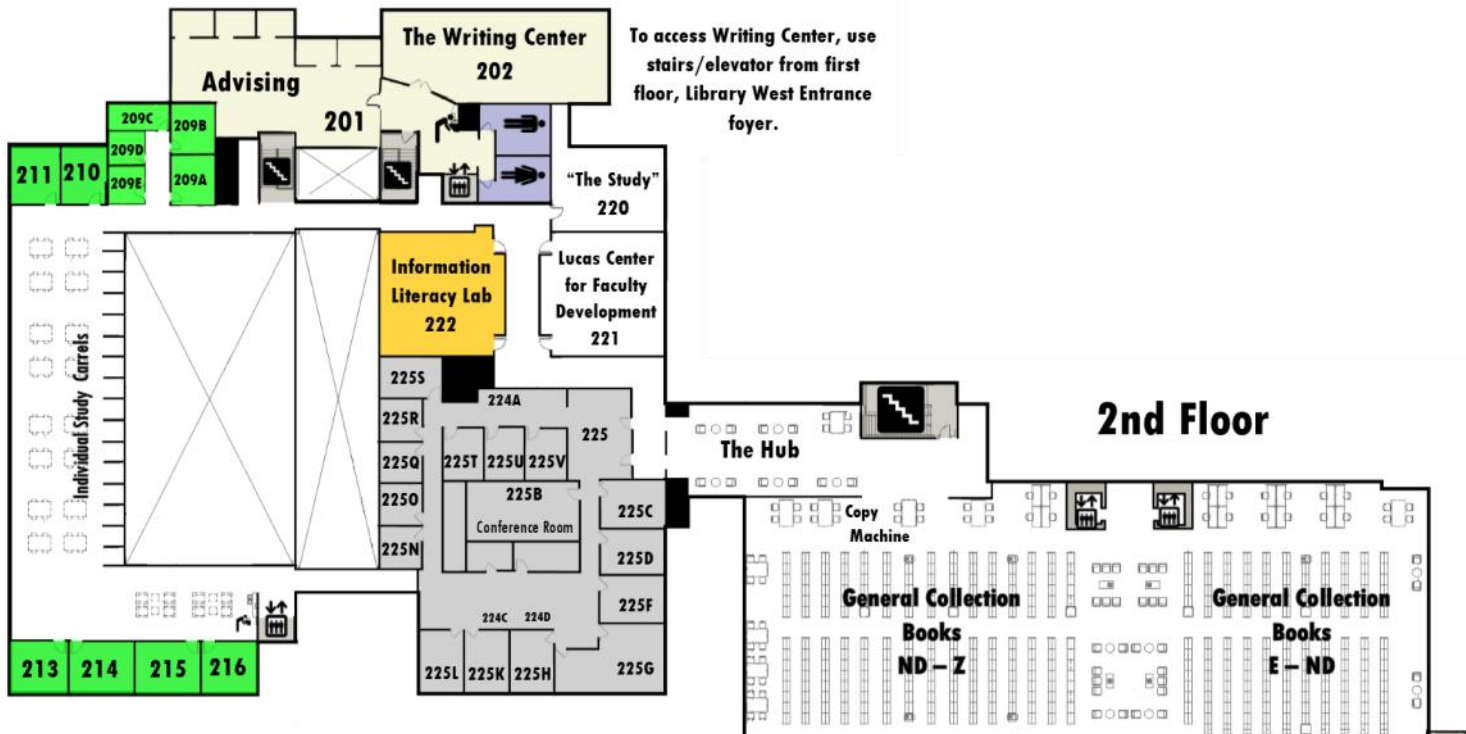 The Writing Center
202
To access Writing Center, use
stairs/elevator from first
floor, Library West Entrance
foyer.
Advising
201
209C
209B
209D
209E
209A
211
210
"The Study"
220
Information
Literacy Lab
222
Lucas Center
for Faculty
Development
221
Individual Study Carrels
225S
224A
225R
225
225Q
225T
225U
225V
225O
225B
Conference Room
225N
225C
225D
225F
224C
224D
225G
225L
225K
225H
213
214
215
216
The Hub
2nd Floor
Copy
Machine
General Collection
Books
ND – Z
General Collection
Books
E – ND